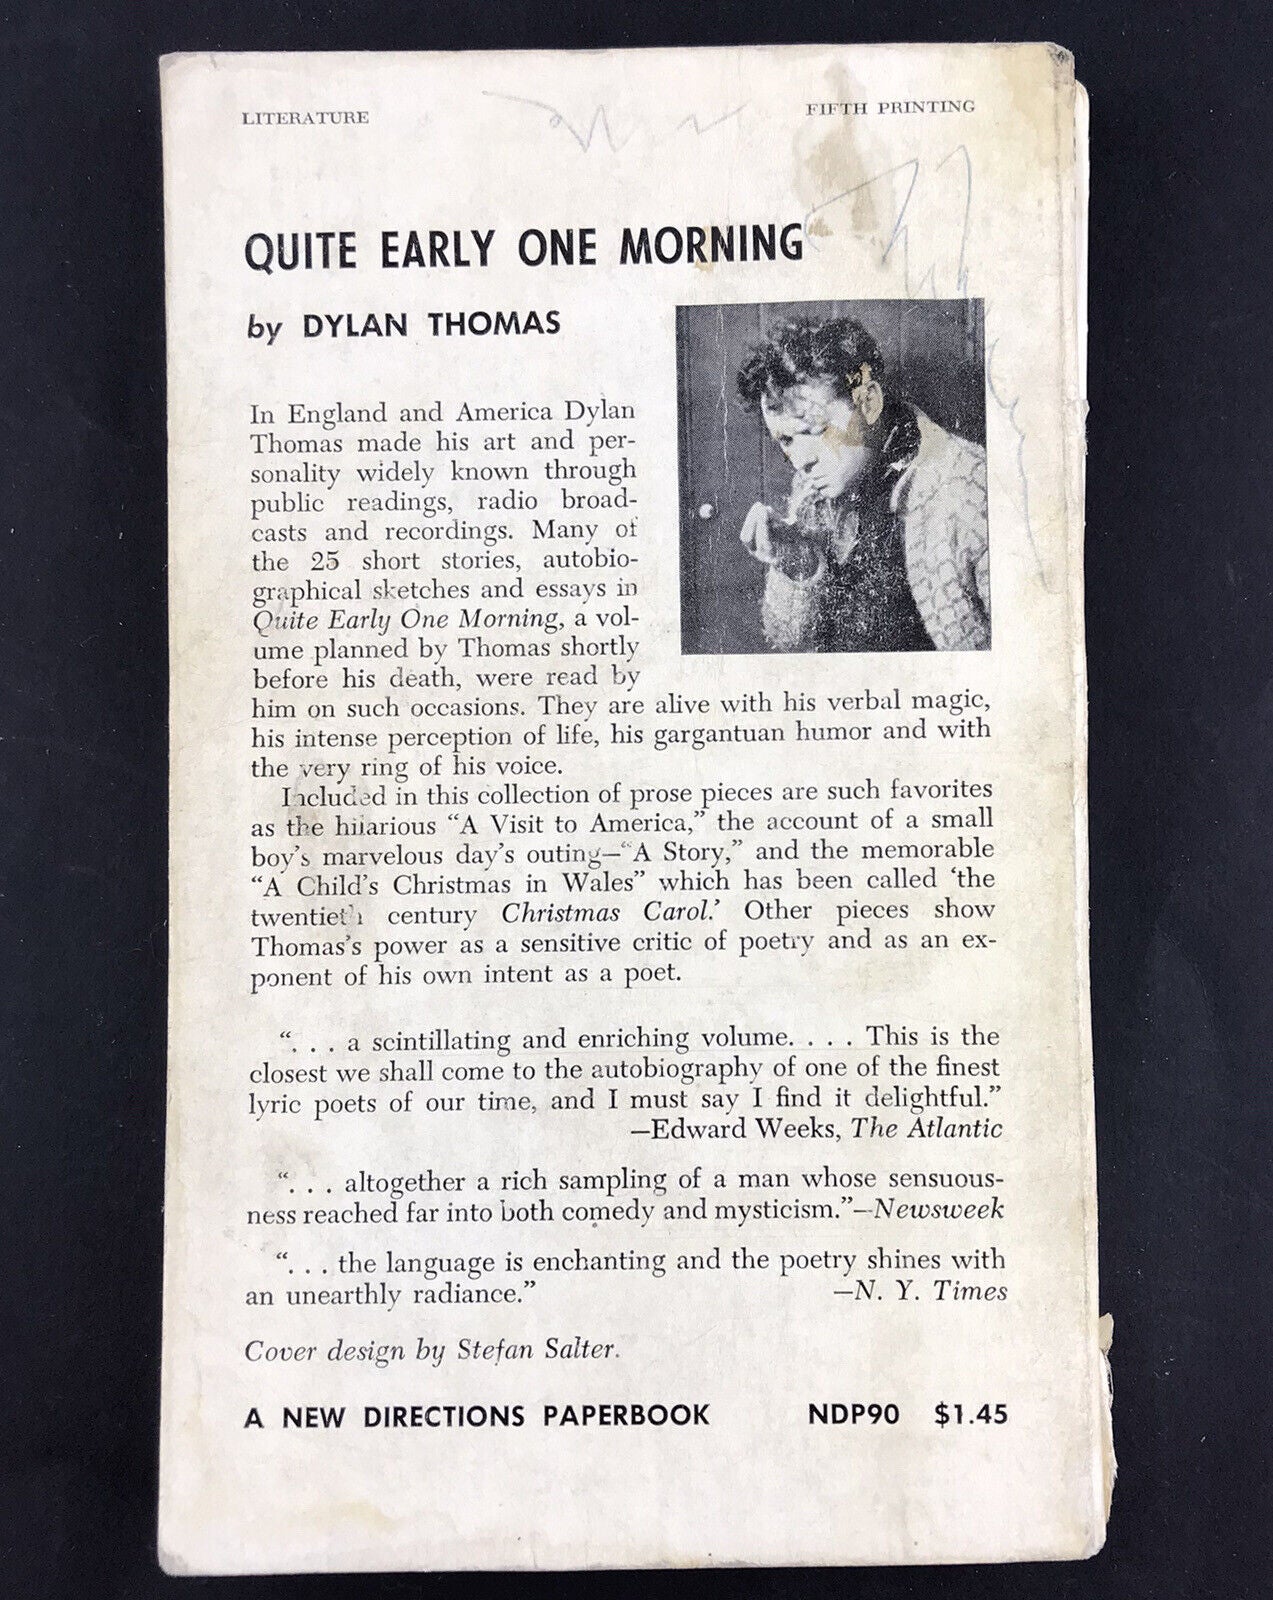 LITERATURE FIFTH PRINTING
QUITE EARLY ONE MORNING
by DYLAN THOMAS
In England and America Dylan
Thomas made his art and per-
sonality widely known through
public readings, radio broad-
casts and recordings. Many of
the 25 short stories, autobio-
graphical sketches and essays in
Quite Early One Morning, a vol-
ume planned by Thomas shortly
before his death, were read by
him on such occasions. They are alive with his verbal magic,
his intense perception of life, his gargantuan humor and with
the very ring of his voice.
Included in this collection of prose pieces are such favorites
as the hilarious “A Visit to America,” the account of a small
boy’s marvelous day’s outing—“A Story,” and the memorable
“A Child’s Christmas in Wales” which has been called ‘the
twentieth century Christmas Carol.’ Other pieces show
Thomas’s power as a sensitive critic of poetry and as an ex-
ponent of his own intent as a poet.
“. . . a scintillating and enriching volume. . . . This is the
closest we shall come to the autobiography of one of the finest
lyric poets of our time, and I must say I find it delightful.”
—Edward Weeks, The Atlantic
“. . . altogether a rich sampling of a man whose sensuous-
ness reached far into both comedy and mysticism.”—Newsweek
“. . . the language is enchanting and the poetry shines with
an unearthly radiance.” —N. Y. Times
Cover design by Stefan Salter.
A NEW DIRECTIONS PAPERBOOK NDP90 $1.45